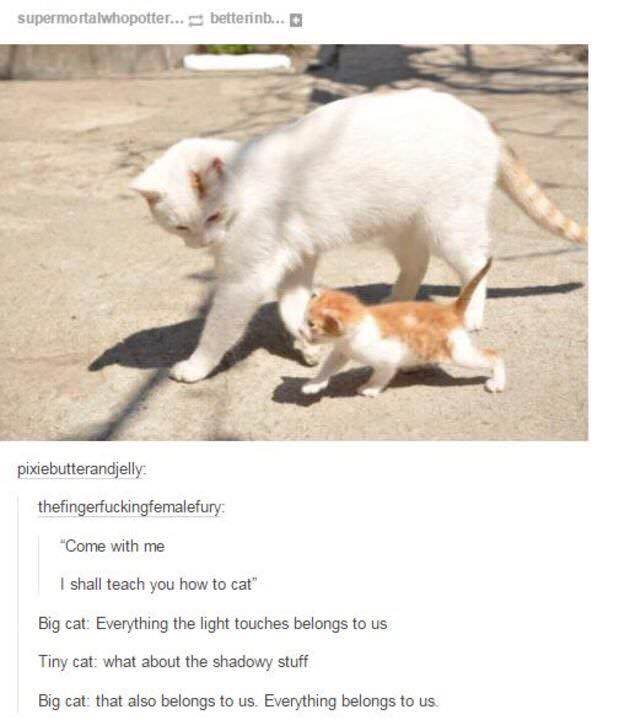 supermortalwhopotter... betterinb...
pixiebutterandjelly:
thefingerfuckingfemalefury:
“Come with me
I shall teach you how to cat”
Big cat: Everything the light touches belongs to us
Tiny cat: what about the shadowy stuff
Big cat: that also belongs to us. Everything belongs to us.